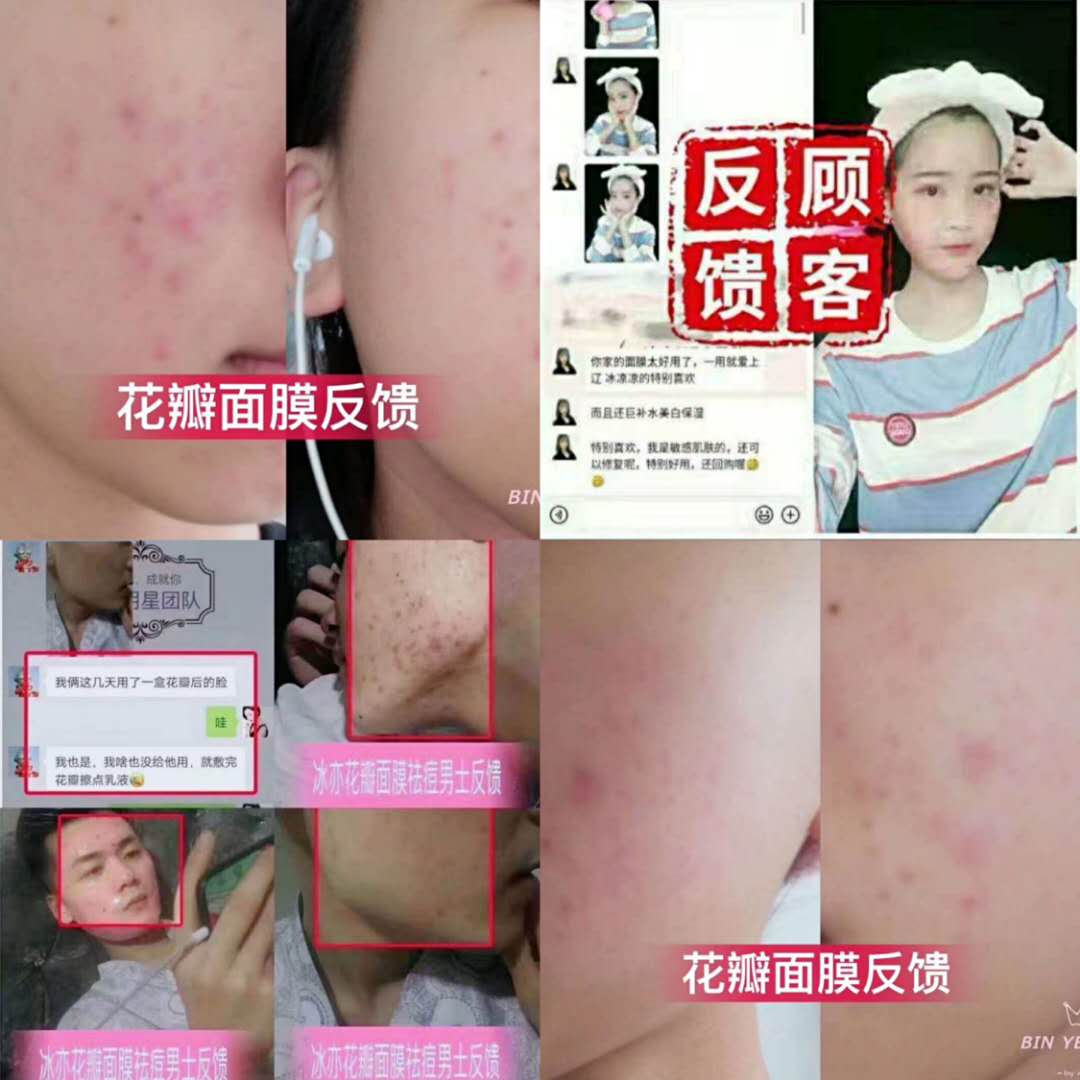 花瓣面膜反馈
BIN
反 顾
馈 客
你家的面膜太好用了，一用就爱上
辽 冰凉凉的特别喜欢
而且还巨补水美白保湿
特别喜欢，我是敏感肌肤的，还可
以修复呢，特别好用，还回购喔
成就你
明星团队
我俩这几天用了一盒花瓣后的脸
哇
我也是，我啥也没给他用，就敷完
花瓣擦点乳液
冰亦花瓣面膜祛痘男士反馈
冰亦花瓣面膜祛痘男士反馈
冰亦花瓣面膜祛痘男士反馈
花瓣面膜反馈
BIN YE